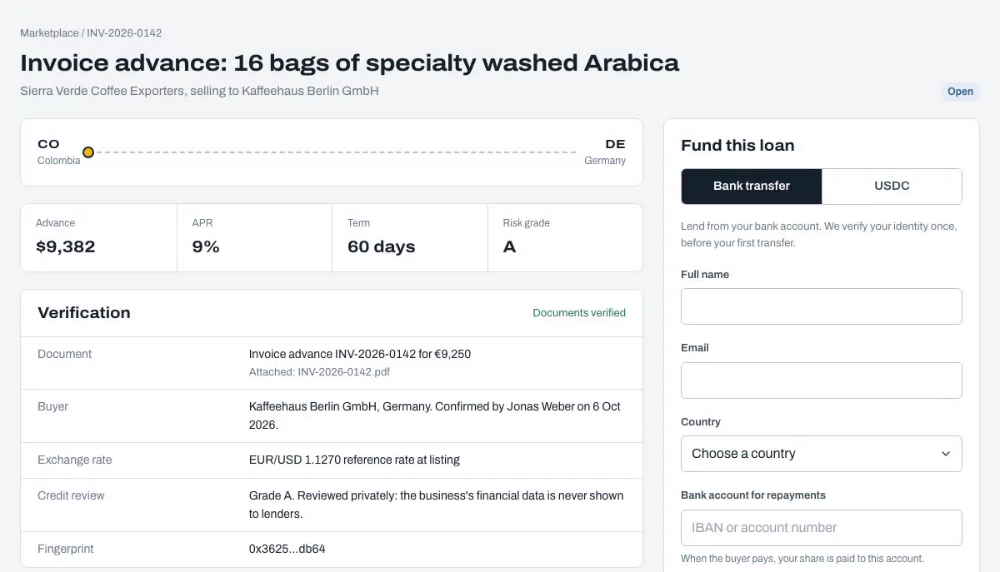 Marketplace / INV-2026-0142
Invoice advance: 16 bags of specialty washed Arabica
Sierra Verde Coffee Exporters, selling to Kaffeehaus Berlin GmbH
Open
CO
Colombia
DE
Germany
Advance
$9,382
APR
9%
Term
60 days
Risk grade
A
Verification
Documents verified
Document
Invoice advance INV-2026-0142 for €9,250
Attached: INV-2026-0142.pdf
Buyer
Kaffeehaus Berlin GmbH, Germany. Confirmed by Jonas Weber on 6 Oct
2026.
Exchange rate
EUR/USD 1.1270 reference rate at listing
Credit review
Grade A. Reviewed privately: the business's financial data is never shown
to lenders.
Fingerprint
0x3625...db64
Fund this loan
Bank transfer
USDC
Lend from your bank account. We verify your identity once,
before your first transfer.
Full name
Email
Country
Choose a country
Bank account for repayments
IBAN or account number
When the buyer pays, your share is paid to this account.